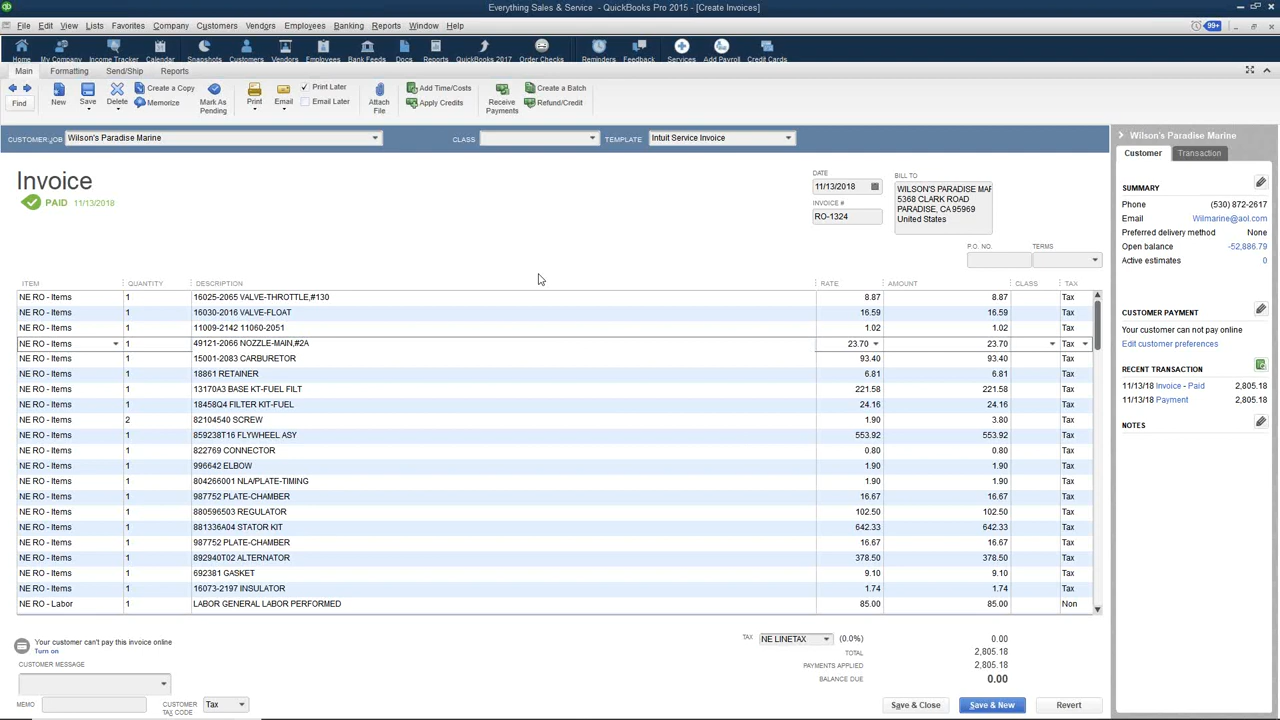 Everything Sales & Service - QuickBooks Pro 2015 - [Create Invoices]
File Edit View Lists Favorites Company Customers Vendors Employees Banking Reports Window Help 99+
Home My Company Income Tracker Calendar Snapshots Customers Vendors Employees Bank Feeds Docs Reports QuickBooks 2017 Order Checks Reminders Feedback Services Add Payroll Credit Cards
Main Formatting Send/Ship Reports
Find New Save Delete Create a Copy Memorize Mark As Pending Print Email Print Later Email Later Attach File Add Time/Costs Apply Credits Receive Payments Create a Batch Refund/Credit
CUSTOMER:JOB Wilson's Paradise Marine CLASS TEMPLATE Intuit Service Invoice
Invoice
PAID 11/13/2018
DATE
11/13/2018
INVOICE #
RO-1324
BILL TO
WILSON'S PARADISE MAR
5368 CLARK ROAD
PARADISE, CA 95969
United States
P.O. NO. TERMS
ITEM QUANTITY DESCRIPTION RATE AMOUNT CLASS TAX
NE RO - Items 1 16025-2065 VALVE-THROTTLE,#130 8.87 8.87 Tax
NE RO - Items 1 16030-2016 VALVE-FLOAT 16.59 16.59 Tax
NE RO - Items 1 11009-2142 11060-2051 1.02 1.02 Tax
NE RO - Items 1 49121-2066 NOZZLE-MAIN,#2A 23.70 23.70 Tax
NE RO - Items 1 15001-2083 CARBURETOR 93.40 93.40 Tax
NE RO - Items 1 18861 RETAINER 6.81 6.81 Tax
NE RO - Items 1 13170A3 BASE KT-FUEL FILT 221.58 221.58 Tax
NE RO - Items 1 18458Q4 FILTER KIT-FUEL 24.16 24.16 Tax
NE RO - Items 2 82104540 SCREW 1.90 3.80 Tax
NE RO - Items 1 859238T16 FLYWHEEL ASY 553.92 553.92 Tax
NE RO - Items 1 822769 CONNECTOR 0.80 0.80 Tax
NE RO - Items 1 996642 ELBOW 1.90 1.90 Tax
NE RO - Items 1 804266001 NLA/PLATE-TIMING 1.90 1.90 Tax
NE RO - Items 1 987752 PLATE-CHAMBER 16.67 16.67 Tax
NE RO - Items 1 880596503 REGULATOR 102.50 102.50 Tax
NE RO - Items 1 881336A04 STATOR KIT 642.33 642.33 Tax
NE RO - Items 1 987752 PLATE-CHAMBER 16.67 16.67 Tax
NE RO - Items 1 892940T02 ALTERNATOR 378.50 378.50 Tax
NE RO - Items 1 692381 GASKET 9.10 9.10 Tax
NE RO - Items 1 16073-2197 INSULATOR 1.74 1.74 Tax
NE RO - Labor 1 LABOR GENERAL LABOR PERFORMED 85.00 85.00 Non
Your customer can't pay this invoice online
Turn on
CUSTOMER MESSAGE
MEMO CUSTOMER TAX CODE Tax
TAX NE LINETAX (0.0%) 0.00
TOTAL 2,805.18
PAYMENTS APPLIED 2,805.18
BALANCE DUE 0.00
Save & Close Save & New Revert
Wilson's Paradise Marine
Customer Transaction
SUMMARY
Phone (530) 872-2617
Email Wilmarine@aol.com
Preferred delivery method None
Open balance -52,886.79
Active estimates 0
CUSTOMER PAYMENT
Your customer can not pay online
Edit customer preferences
RECENT TRANSACTION
11/13/18 Invoice - Paid 2,805.18
11/13/18 Payment 2,805.18
NOTES